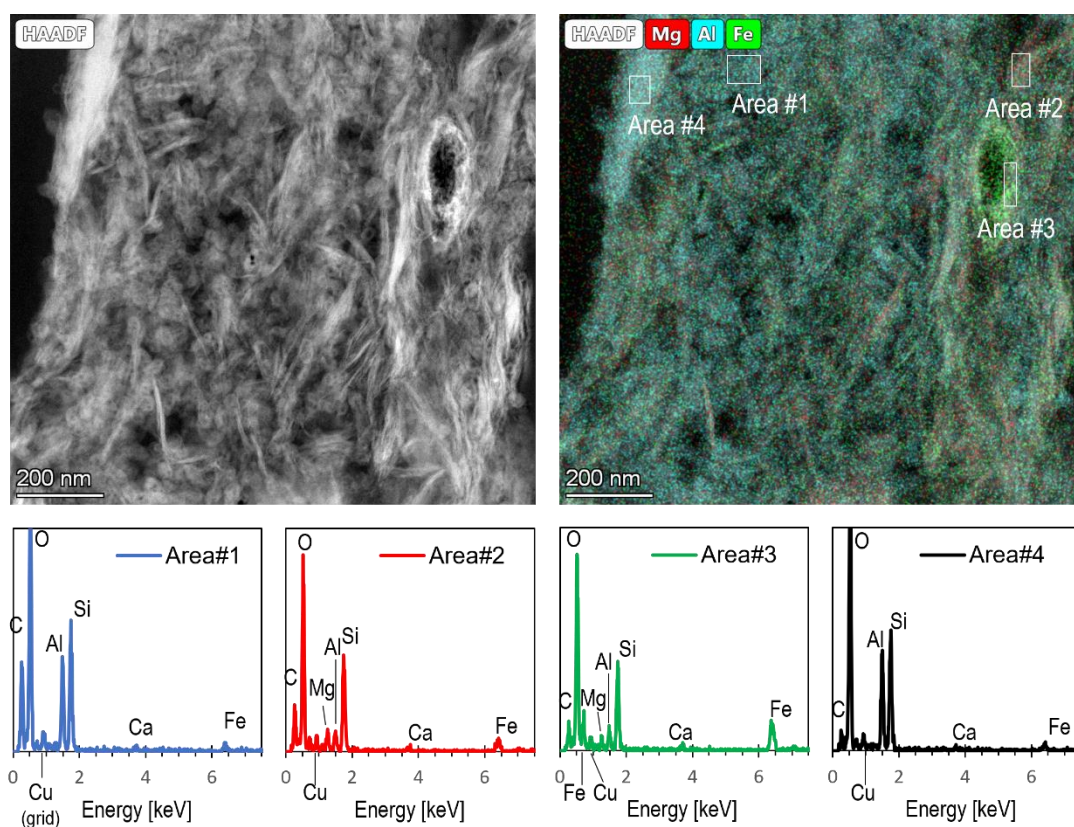 HAADF
200 nm
HAADF Mg Al Fe
Area #4
Area #1
Area #2
Area #3
200 nm
O
Area#1
Si
C
Al
Ca
Fe
0 2 4 6
Cu
(grid)
Energy [keV]
O
Area#2
Al Si
C
Mg
Ca
Fe
0 2 4 6
Cu
Energy [keV]
O
Area#3
Si
Al
Mg
C
Ca
Fe
0 2 4 6
Fe Cu
Energy [keV]
O
Area#4
Al Si
C
Ca
Fe
0 2 4 6
Cu
Energy [keV]